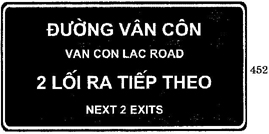 ĐƯỜNG VÂN CÔN
VAN CON LAC ROAD
2 LỐI RA TIẾP THEO
NEXT 2 EXITS
452